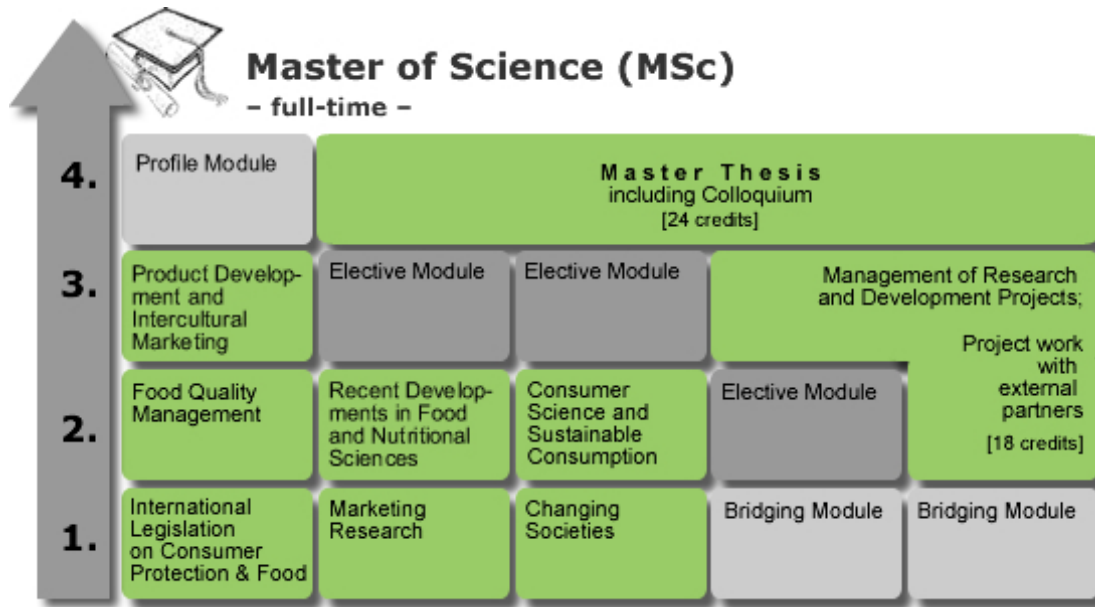 Master of Science (MSc)
– full-time –
4.
Profile Module
Master Thesis
including Colloquium
[24 credits]
3.
Product Develop-
ment and
Intercultural
Marketing
Elective Module
Elective Module
Management of Research
and Development Projects;
Project work
with
external
partners
[18 credits]
2.
Food Quality
Management
Recent Develop-
ments in Food
and Nutritional
Sciences
Consumer
Science and
Sustainable
Consumption
Elective Module
1.
International
Legislation
on Consumer
Protection & Food
Marketing
Research
Changing
Societies
Bridging Module
Bridging Module